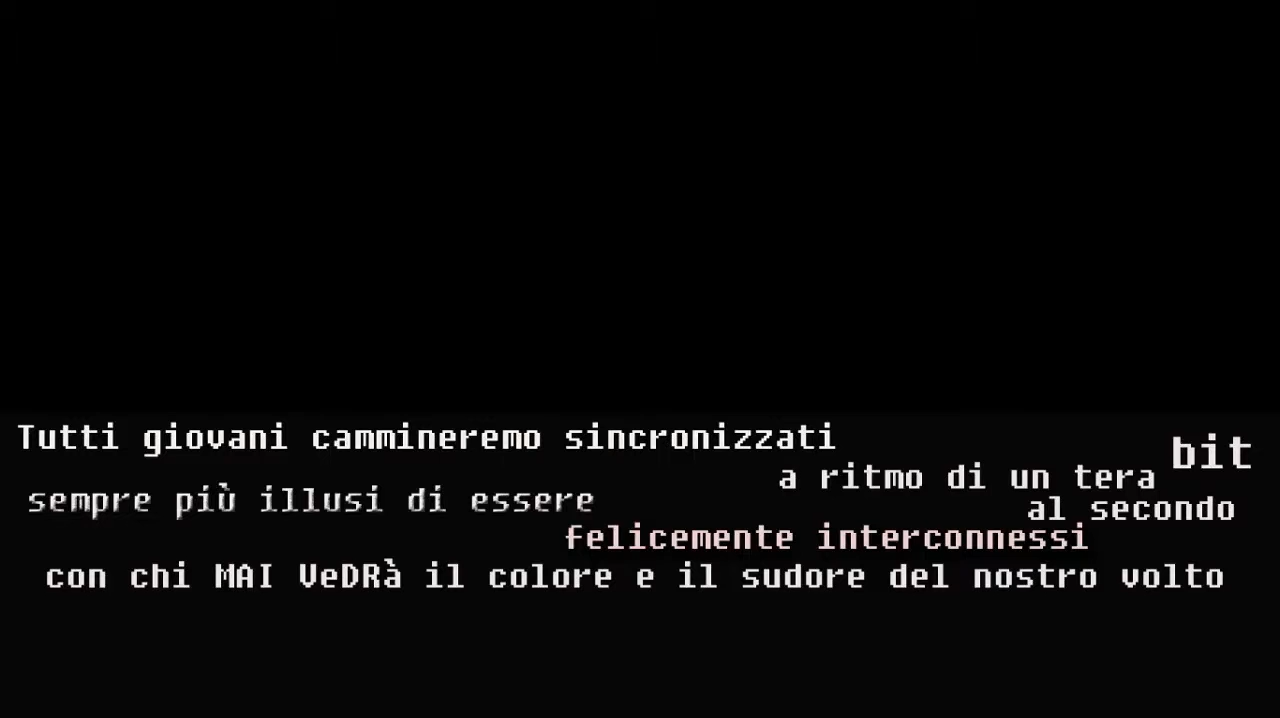 Tutti giovani cammineremo sincronizzati
a ritmo di un tera bit
al secondo
sempre più illusi di essere
felicemente interconnessi
con chi MAI VeDRà il colore e il sudore del nostro volto